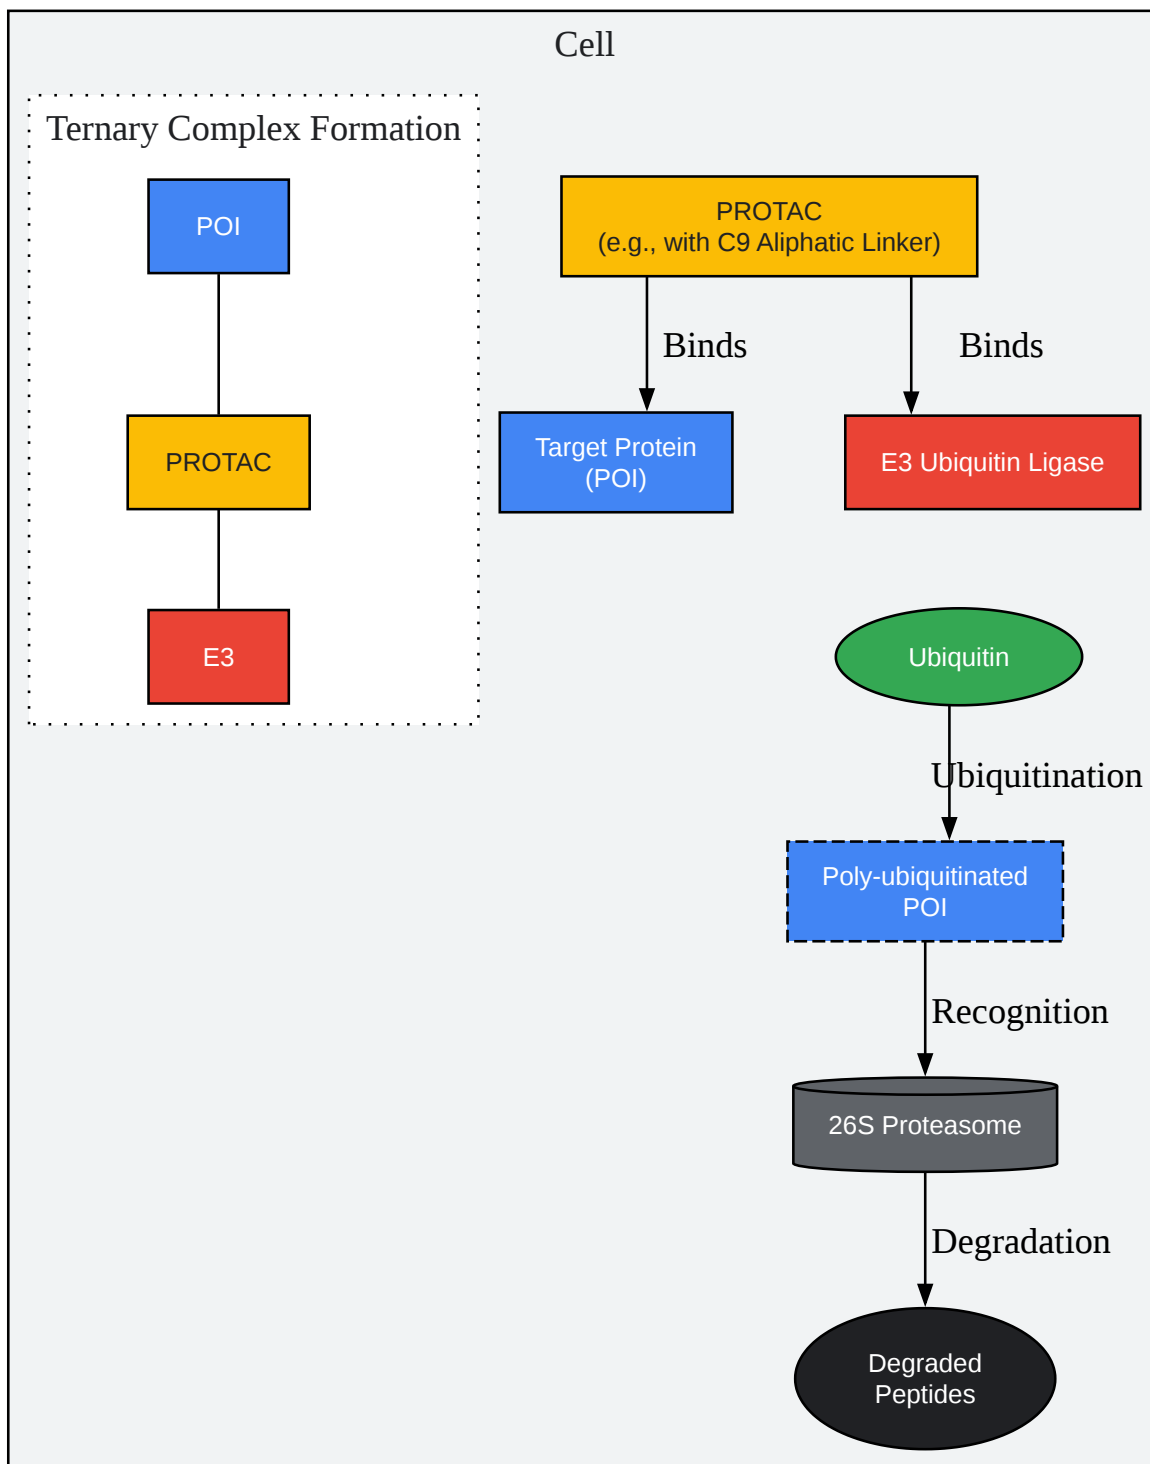 Cell
Ternary Complex Formation
POI
PROTAC
E3
PROTAC
(e.g., with C9 Aliphatic Linker)
Binds
Binds
Target Protein
(POI)
E3 Ubiquitin Ligase
Ubiquitin
Ubiquitination
Poly-ubiquitinated
POI
Recognition
26S Proteasome
Degradation
Degraded
Peptides